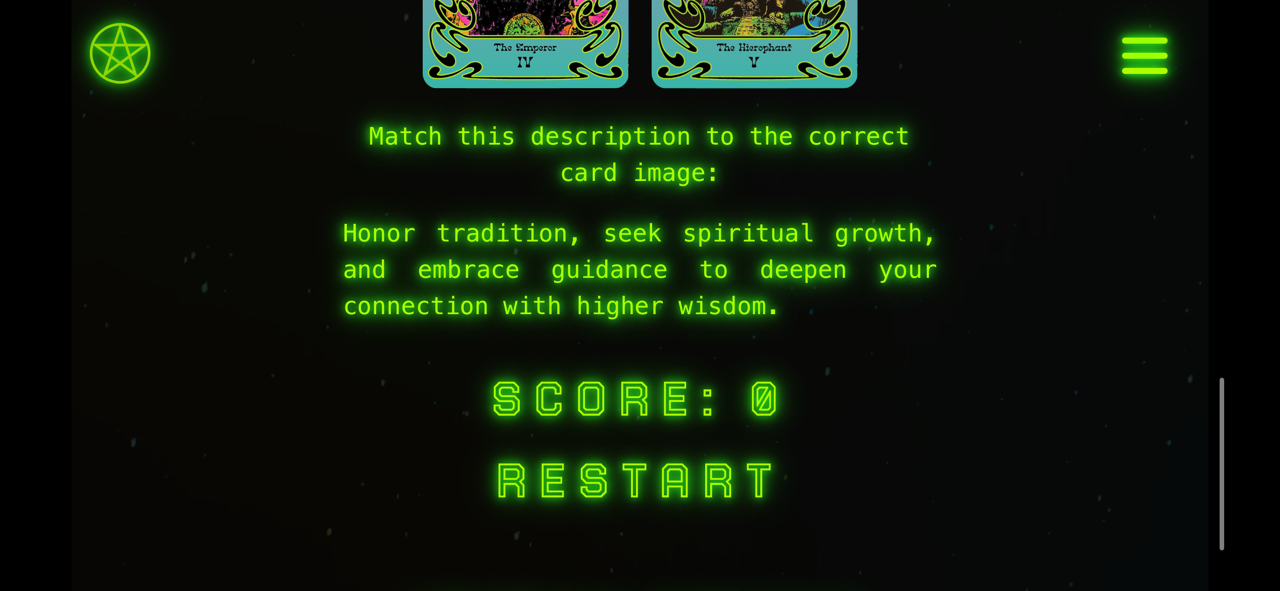 The Emperor
IV
The Hierophant
V
Match this description to the correct
card image:
Honor tradition, seek spiritual growth,
and embrace guidance to deepen your
connection with higher wisdom.
SCORE: 0
RESTART